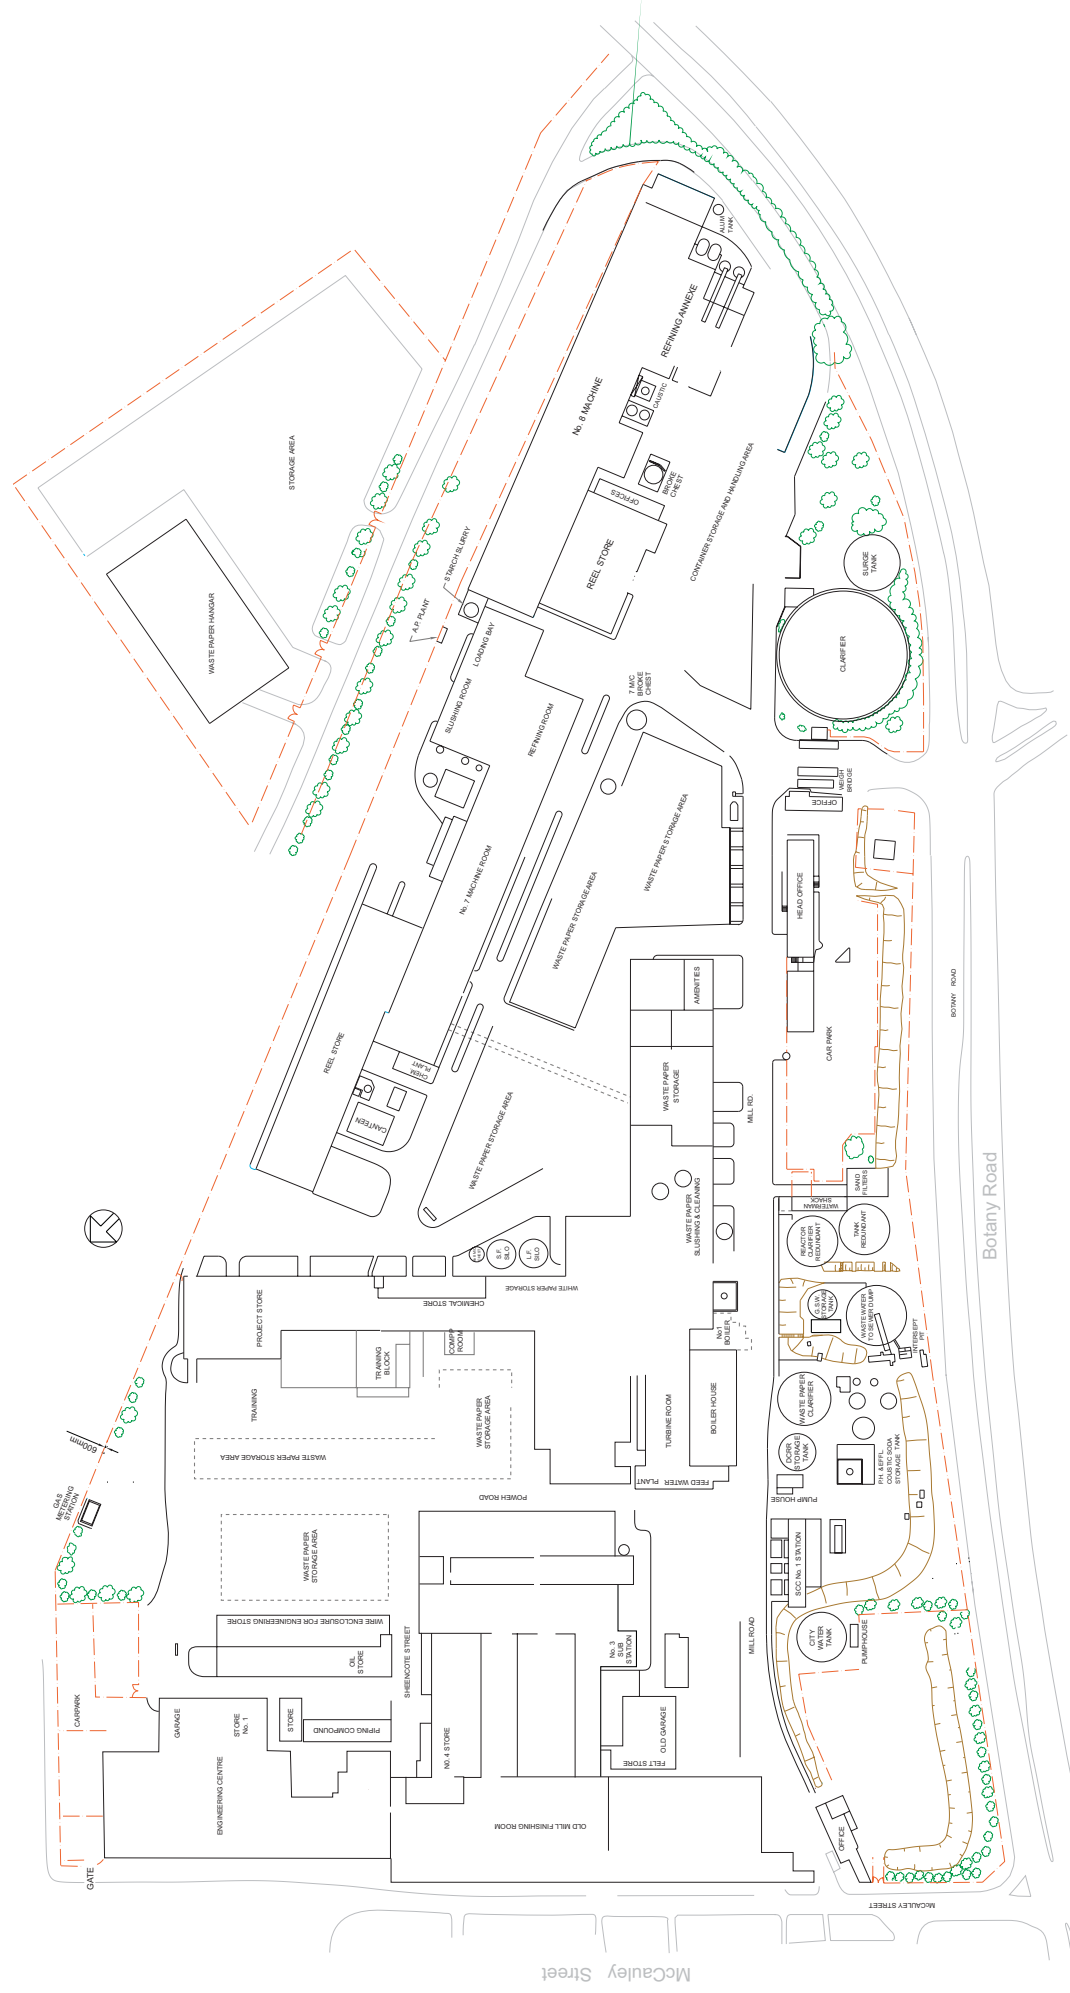 ALUM
TANK
REFINING ANNEXE
No. 8 MACHINE
CAUSTIC
STORAGE AREA
BROKE
CHEST
OFFICES
CONTAINER STORAGE AND HANDLING AREA
REEL STORE
STARCH SLURRY
A.P. PLANT
SURGE
TANK
WASTE PAPER HANGAR
LOADING BAY
CLARIFIER
SLUSHING ROOM
7 M/C
BROKE
CHEST
REFINING ROOM
WEIGH
BRIDGE
OFFICE
WASTE PAPER STORAGE AREA
No. 7 MACHINE ROOM
HEAD OFFICE
WASTE PAPER STORAGE AREA
AMENITIES
BOTANY ROAD
REEL STORE
CAR PARK
CHEM
PLANT
WASTE PAPER
STORAGE
MILL RD.
CANTEEN
WASTE PAPER STORAGE AREA
SAND
FILTERS
WATERMAN
SHACK
Botany Road
WASTE PAPER
SLUSHING & CLEANING
TANK
REDUNDANT
REACTOR
CLARIFIER
REDUNDANT
S.F.
SILO
L.F.
SILO
WHITE PAPER STORAGE
CHEMICAL STORE
PROJECT STORE
G.S.W.
STORAGE
TANK
WASTE WATER
TO SEWER DUMP
INTERSEPT
PIT
No1
BOILER
COMPP
ROOM
TRAINING
BLOCK
TRAINING
WASTE PAPER
STORAGE AREA
WASTE PAPER STORAGE AREA
TURBINE ROOM
BOILER HOUSE
WASTE PAPER
CLARIFIER
DORR
STORAGE
TANK
P.H. & EFFL.
COUSTIC SODA
STORAGE TANK
600mm
GAS
METERING
STATION
FEED WATER PLANT
PUMP HOUSE
POWER ROAD
WASTE PAPER
STORAGE AREA
SCC No. 1 STATION
WIRE ENCLOSURE FOR ENGINEERING STORE
OIL
STORE
SHEENCOTE STREET
No. 3
SUB
STATION
MILL ROAD
CITY
WATER
TANK
PUMPHOUSE
CARPARK
GARAGE
STORE
No. 1
STORE
PIPING COMPOUND
N0. 4 STORE
OLD GARAGE
FELT STORE
ENGINEERING CENTRE
OLD MILL FINISHING ROOM
OFFICE
GATE
McCAULEY STREET
McCauley Street